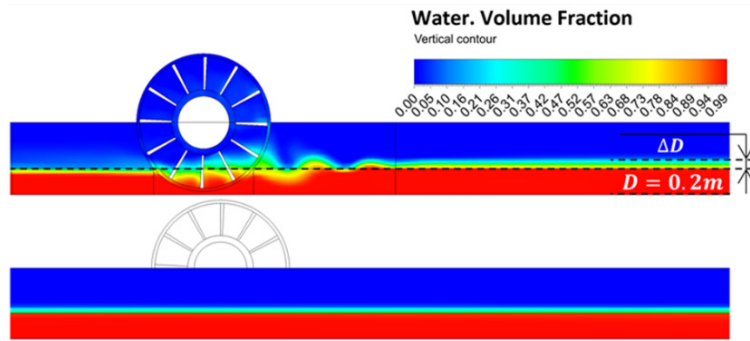 Water. Volume Fraction
Vertical contour
0.00 0.05 0.10 0.16 0.21 0.26 0.31 0.37 0.42 0.47 0.52 0.57 0.63 0.68 0.73 0.78 0.84 0.89 0.94 0.99
ΔD
D = 0.2m